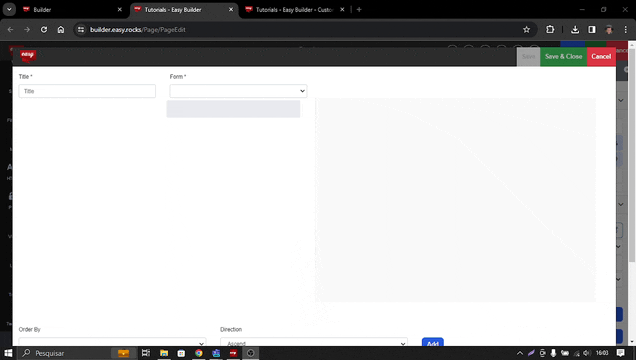 Builder
Tutorials - Easy Builder
Tutorials - Easy Builder - Custo
builder.easy.rocks/Page/PageEdit
easy
Save
Save & Close
Cancel
Title *
Form *
Title
Order By
Direction
Ascend
Add
Pesquisar
16:03